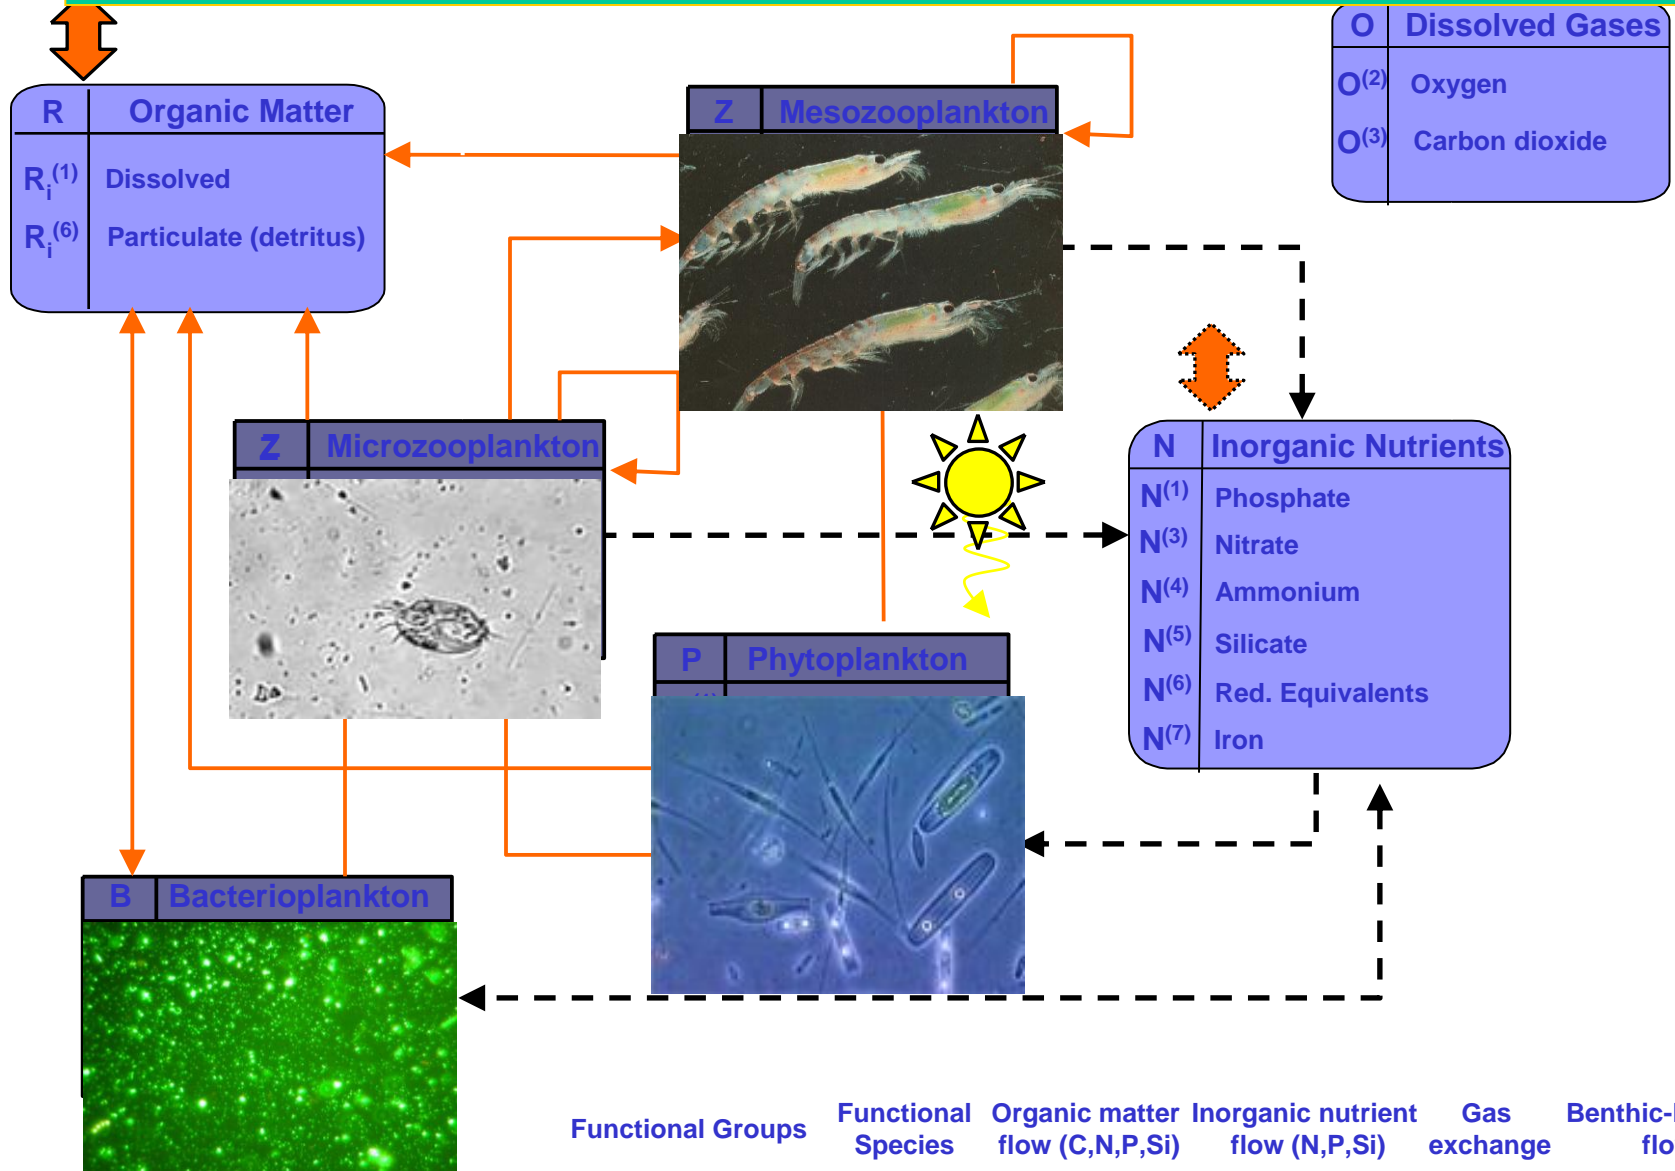 O Dissolved Gases
O(2) Oxygen
O(3) Carbon dioxide
R Organic Matter
Ri(1) Dissolved
Ri(6) Particulate (detritus)
Z Mesozooplankton
Z Microzooplankton
N Inorganic Nutrients
N(1) Phosphate
N(3) Nitrate
N(4) Ammonium
N(5) Silicate
N(6) Red. Equivalents
N(7) Iron
P Phytoplankton
B Bacterioplankton
Functional Groups
Functional
Species
Organic matter
flow (C,N,P,Si)
Inorganic nutrient
flow (N,P,Si)
Gas
exchange
Benthic-